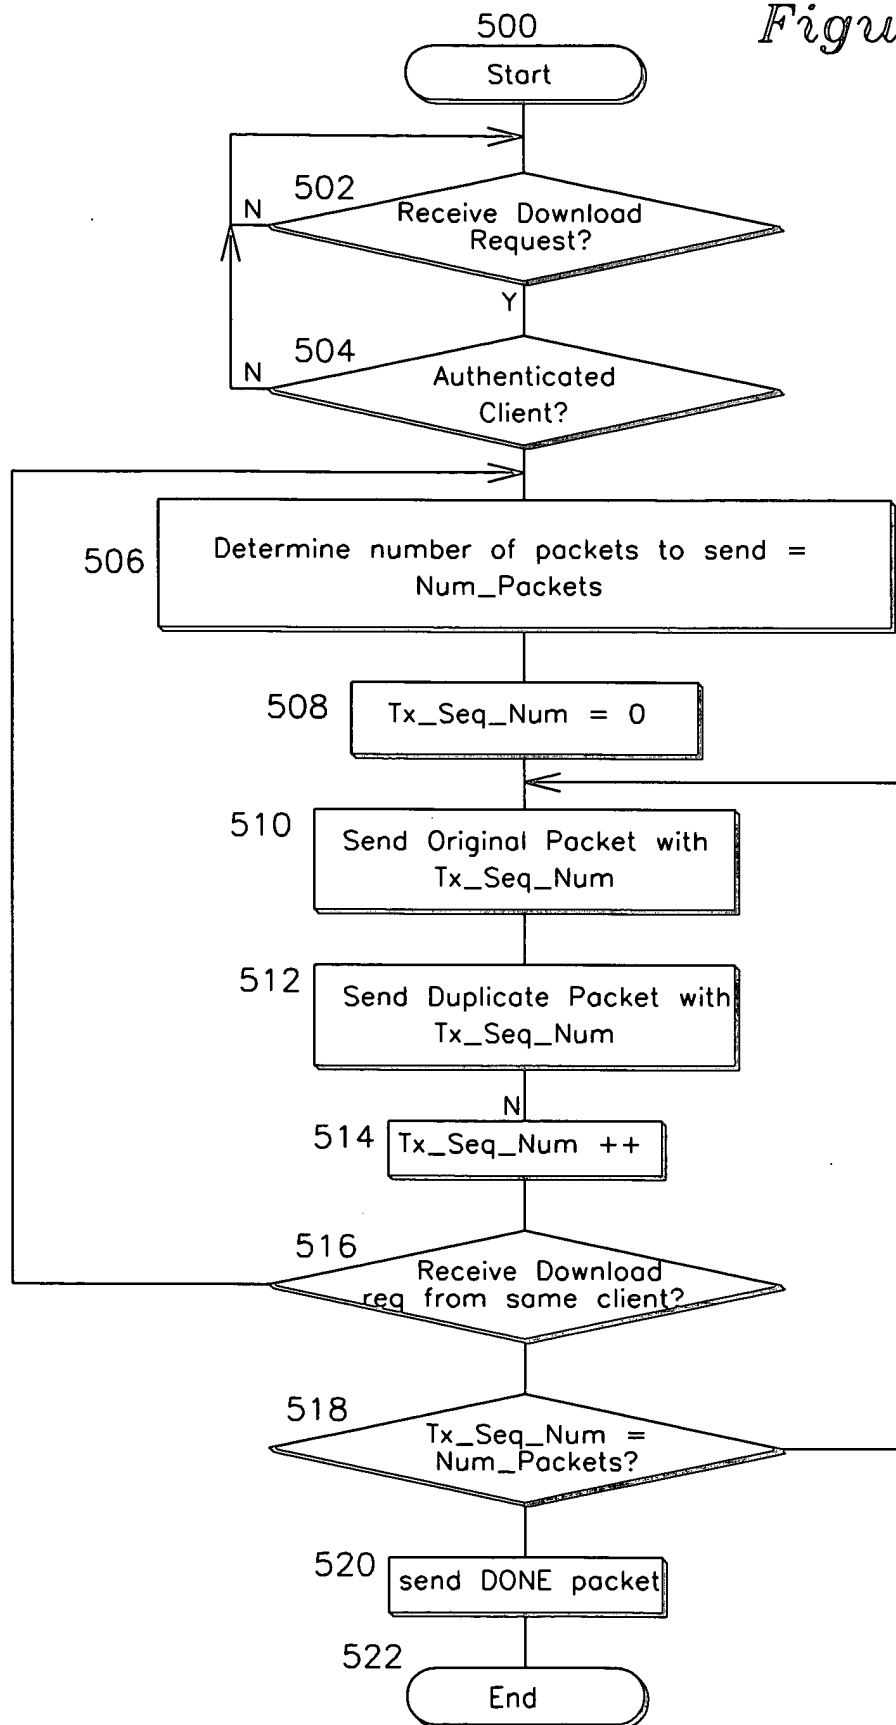 500
Figu
Start
502
N
Receive Download
Request?
Y
504
N
Authenticated
Client?
506
Determine number of packets to send =
Num_Packets
508
Tx_Seq_Num = 0
510
Send Original Packet with
Tx_Seq_Num
512
Send Duplicate Packet with
Tx_Seq_Num
N
514
Tx_Seq_Num ++
516
Receive Download
req from same client?
518
Tx_Seq_Num =
Num_Packets?
520
send DONE packet
522
End